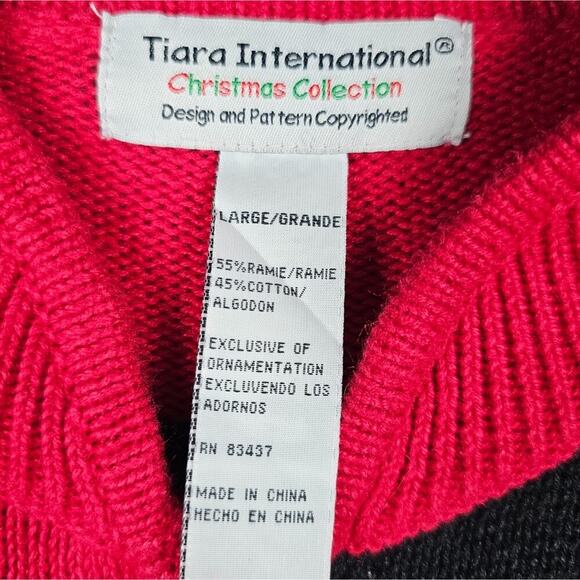 Tiara International®
Christmas Collection
Design and Pattern Copyrighted
LARGE/GRANDE
55%RAMIE/RAMIE
45%COTTON/
ALGODON
EXCLUSIVE OF
ORNAMENTATION
EXCLUVENDO LOS
ADORNOS
RN 83437
MADE IN CHINA
HECHO EN CHINA